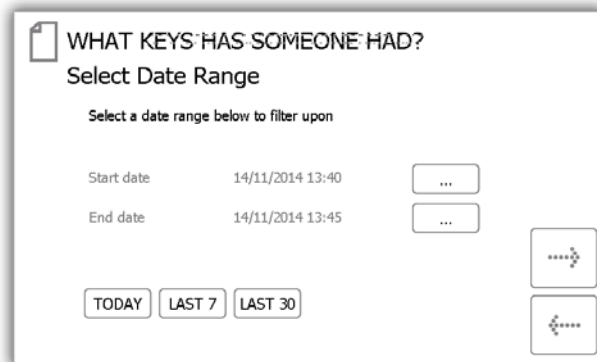 WHAT KEYS HAS SOMEONE HAD?
Select Date Range
Select a date range below to filter upon
Start date 14/11/2014 13:40 ...
End date 14/11/2014 13:45 ...
TODAY LAST 7 LAST 30